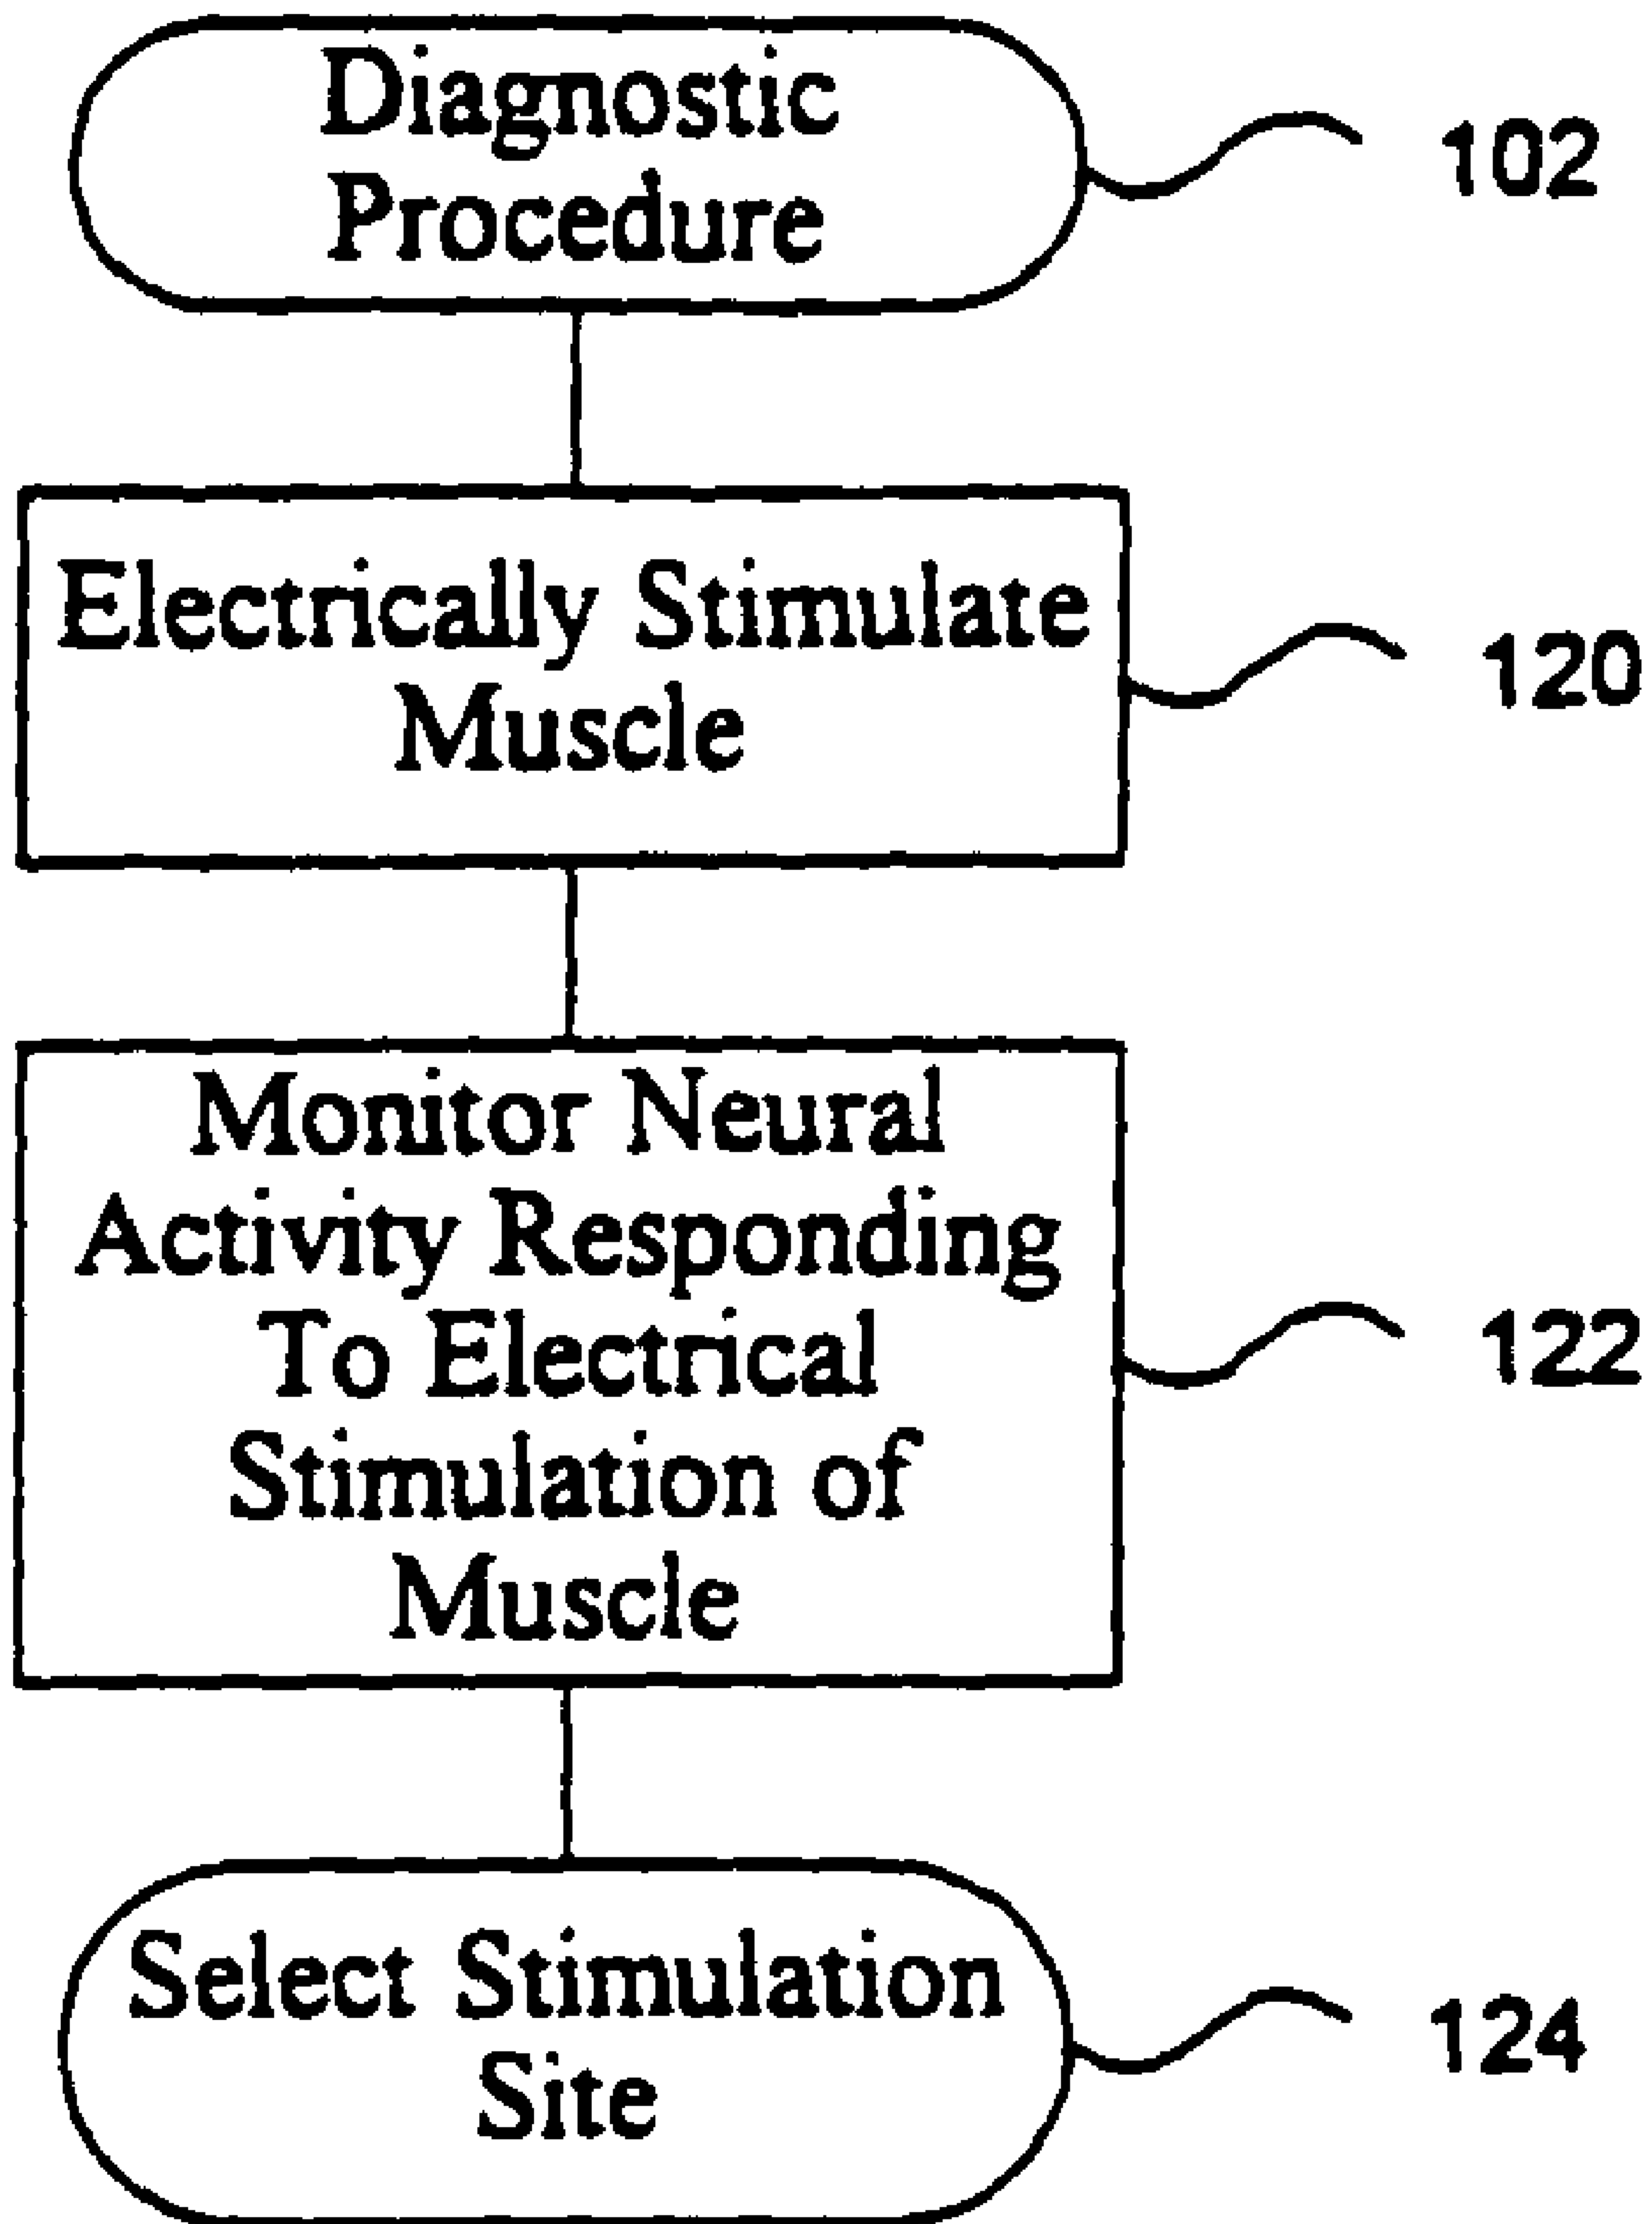 Diagnostic
Procedure
102
Electrically Stimulate
Muscle
120
Monitor Neural
Activity Responding
To Electrical
Stimulation of
Muscle
122
Select Stimulation
Site
124